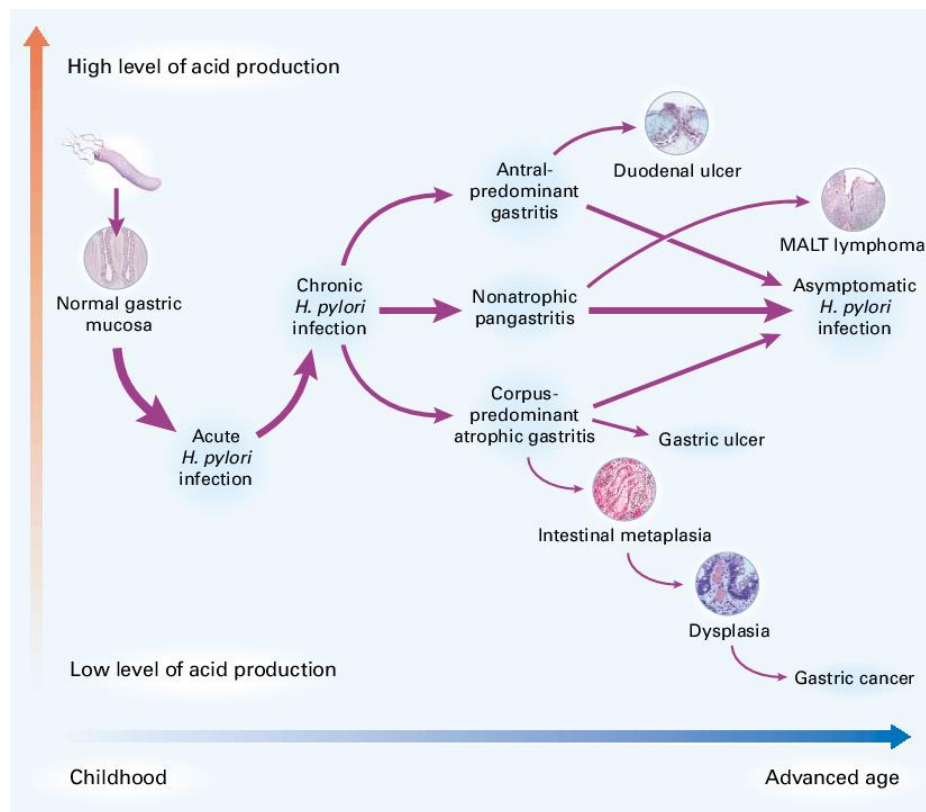 High level of acid production
Duodenal ulcer
Antral-
predominant
gastritis
MALT lymphoma
Normal gastric
mucosa
Chronic
H. pylori
infection
Nonatrophic
pangastritis
Asymptomatic
H. pylori
infection
Acute
H. pylori
infection
Corpus-
predominant
atrophic gastritis
Gastric ulcer
Intestinal metaplasia
Dysplasia
Gastric cancer
Low level of acid production
Childhood
Advanced age